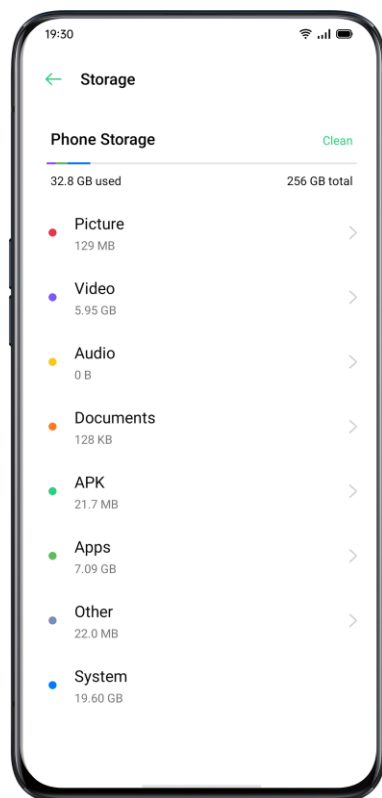 19:30
Storage
Phone Storage Clean
32.8 GB used 256 GB total
Picture
129 MB
Video
5.95 GB
Audio
0 B
Documents
128 KB
APK
21.7 MB
Apps
7.09 GB
Other
22.0 MB
System
19.60 GB